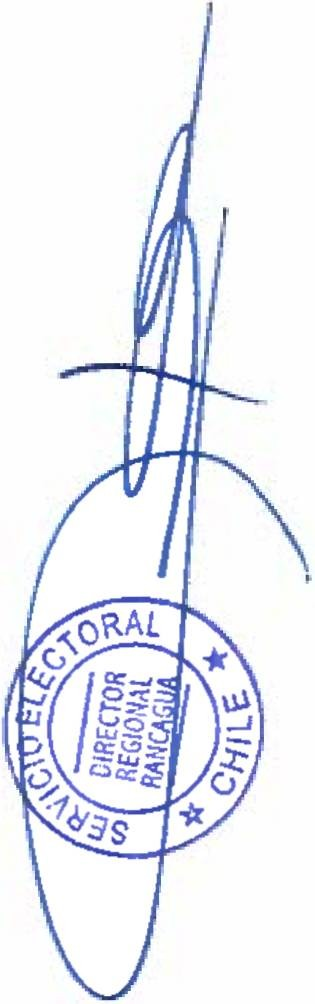 SERVICIO ELECTORAL
DIRECTOR
REGIONAL
RANCAGUA
★ CHILE ★